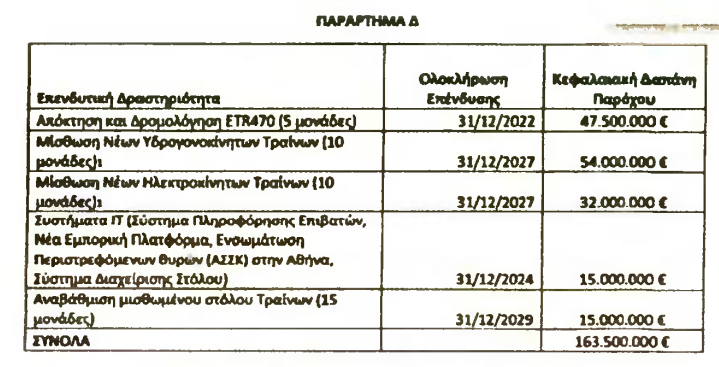 ΠΑΡΑΡΤΗΜΑ Δ
Επενδυτική Δραστηριότητα
Ολοκλήρωση
Επένδυσης
Κεφαλαιακή Δαπάνη
Παρόχου
Απόκτηση και Δρομολόγηση ETR470 (5 μονάδες)
31/12/2022
47.500.000 €
Μίσθωση Νέων Υδρογονοκίνητων Τραίνων (10
μονάδες)1
31/12/2027
54.000.000 €
Μίσθωση Νέων Ηλεκτροκίνητων Τραίνων (10
μονάδες)1
31/12/2027
32.000.000 €
Συστήματα IT (Σύστημα Πληροφόρησης Επιβατών,
Νέα Εμπορική Πλατφόρμα, Ενσωμάτωση
Περιστρεφόμενων θυρών (ΑΣΣΚ) στην Αθήνα,
Σύστημα Διαχείρισης Στόλου)
31/12/2024
15.000.000 €
Αναβάθμιση μισθωμένου στόλου Τραίνων (15
μονάδες)
31/12/2029
15.000.000 €
ΣΥΝΟΛΑ
163.500.000 €